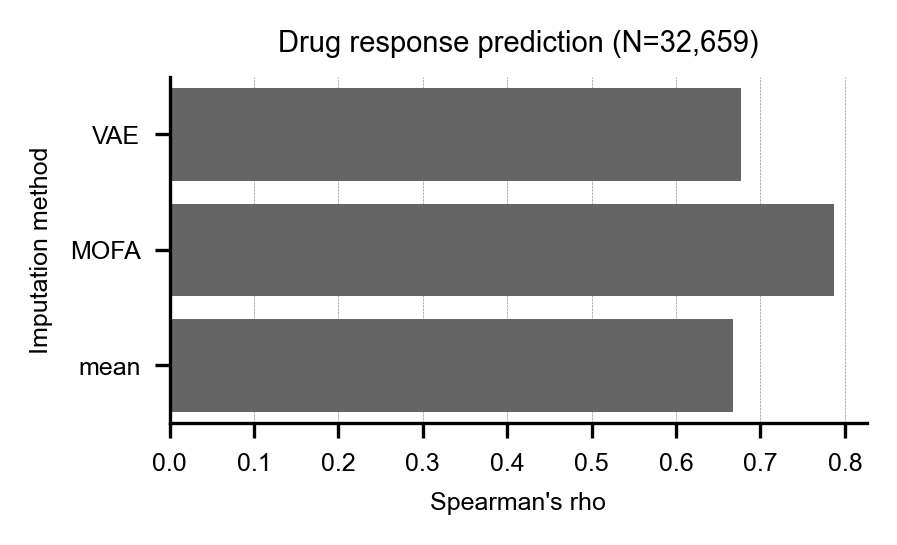 Drug response prediction (N=32,659)
Imputation method
VAE
MOFA
mean
0.0 0.1 0.2 0.3 0.4 0.5 0.6 0.7 0.8
Spearman's rho